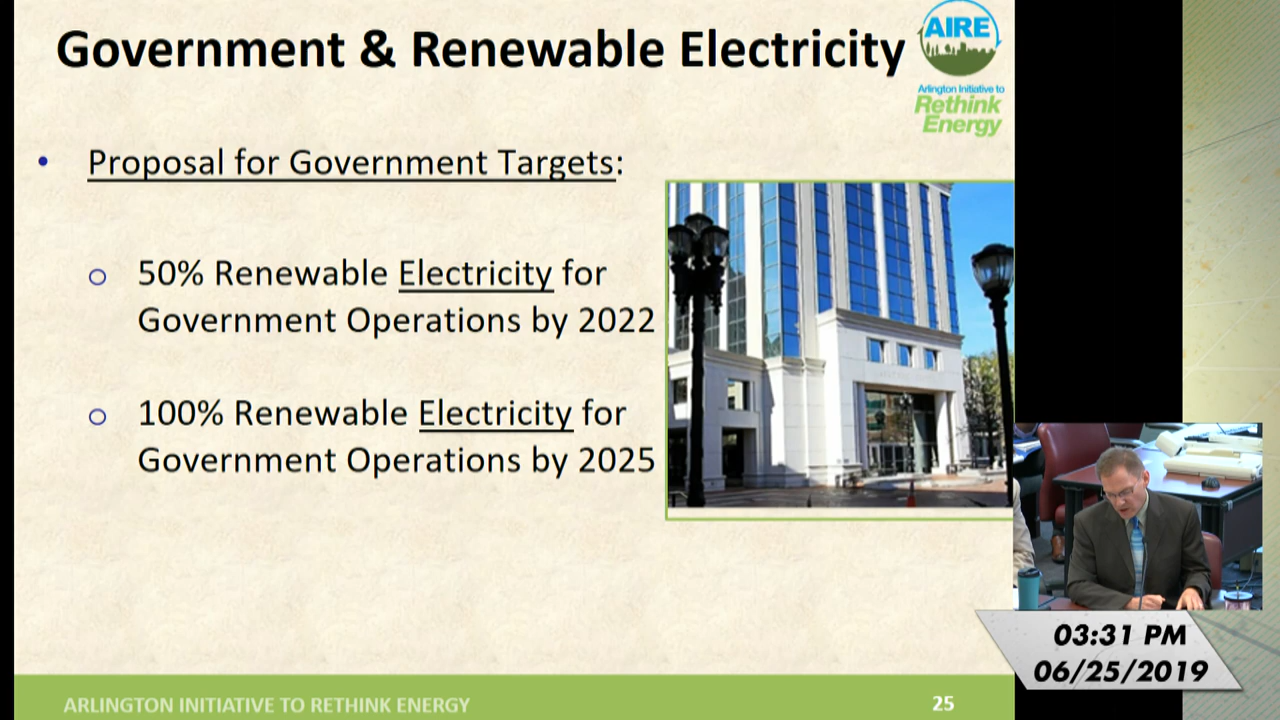 Government & Renewable Electricity
AIRE
Arlington Initiative to
Rethink
Energy
• Proposal for Government Targets:
o 50% Renewable Electricity for
Government Operations by 2022
o 100% Renewable Electricity for
Government Operations by 2025
03:31 PM
06/25/2019
ARLINGTON INITIATIVE TO RETHINK ENERGY
25